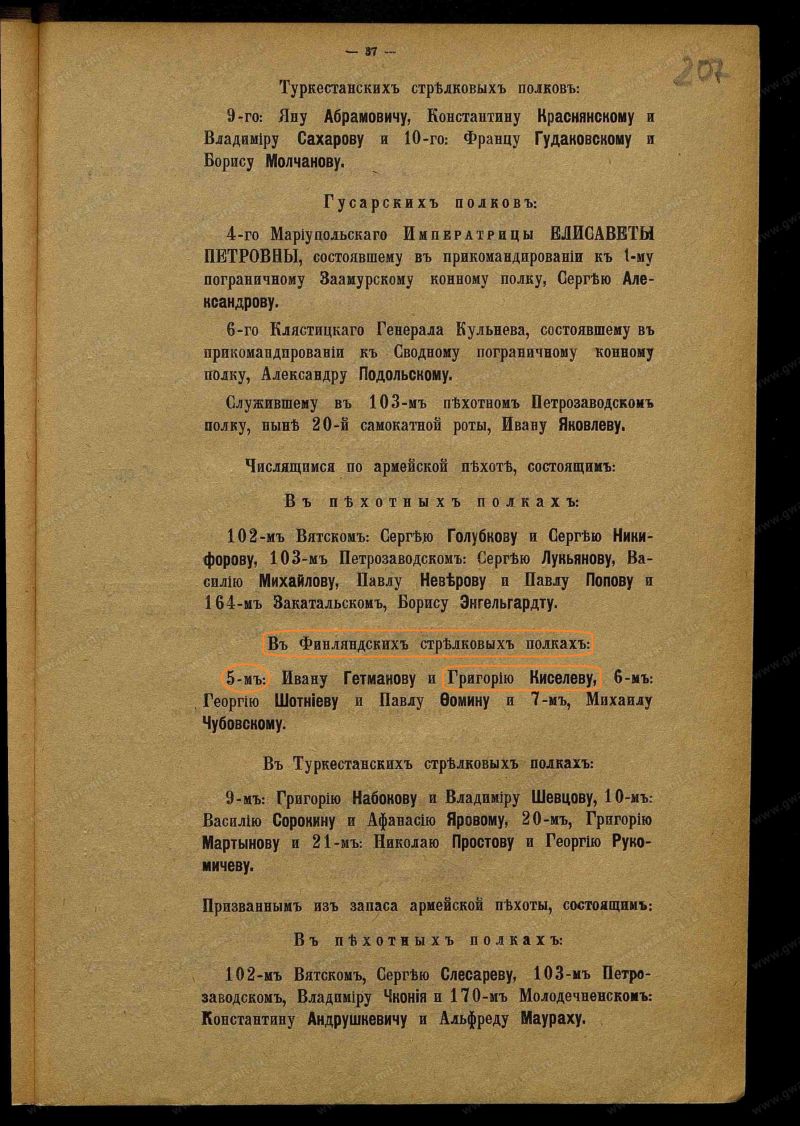 — 37 —
207
Туркестанскихъ стрѣлковыхъ полковъ:
9-го: Яну Абрамовичу, Константину Краснянскому и
Владиміру Сахарову и 10-го: Францу Гудаковскому и
Борису Молчанову.
Гусарскихъ полковъ:
4-го Маріупольскаго Императрицы ЕЛИСАВЕТЫ
ПЕТРОВНЫ, состоявшему въ прикомандированіи къ 1-му
пограничному Заамурскому конному полку, Сергѣю Але-
ксандрову.
6-го Клястицкаго Генерала Кульнева, состоявшему въ
прикомандированіи къ Сводному пограничному конному
полку, Александру Подольскому.
Служившему въ 103-мъ пѣхотномъ Петрозаводскомъ
полку, нынѣ 20-й самокатной роты, Ивану Яковлеву.
Числящимся по армейской пѣхотѣ, состоящимъ:
Въ пѣхотныхъ полкахъ:
102-мъ Вятскомъ: Сергѣю Голубкову и Сергѣю Ники-
форову, 103-мъ Петрозаводскомъ: Сергѣю Лукьянову, Ва-
силію Михайлову, Павлу Невѣрову и Павлу Попову и
164-мъ Закатальскомъ, Борису Энгельгардту.
Въ Финляндскихъ стрѣлковыхъ полкахъ:
5-мъ: Ивану Гетманову и Григорію Киселеву, 6-мъ:
Георгію Шотніеву и Павлу Ѳомину и 7-мъ, Михаилу
Чубовскому.
Въ Туркестанскихъ стрѣлковыхъ полкахъ:
9-мъ: Григорію Набокову и Владиміру Шевцову, 10-мъ:
Василію Сорокину и Афанасію Яровому, 20-мъ, Григорію
Мартынову и 21-мъ: Николаю Простову и Георгію Руко-
мичеву.
Призваннымъ изъ запаса армейской пѣхоты, состоящимъ:
Въ пѣхотныхъ полкахъ:
102-мъ Вятскомъ, Сергѣю Слесареву, 103-мъ Петро-
заводскомъ, Владиміру Чконія и 170-мъ Молодечненскомъ:
Константину Андрушкевичу и Альфреду Маураху.